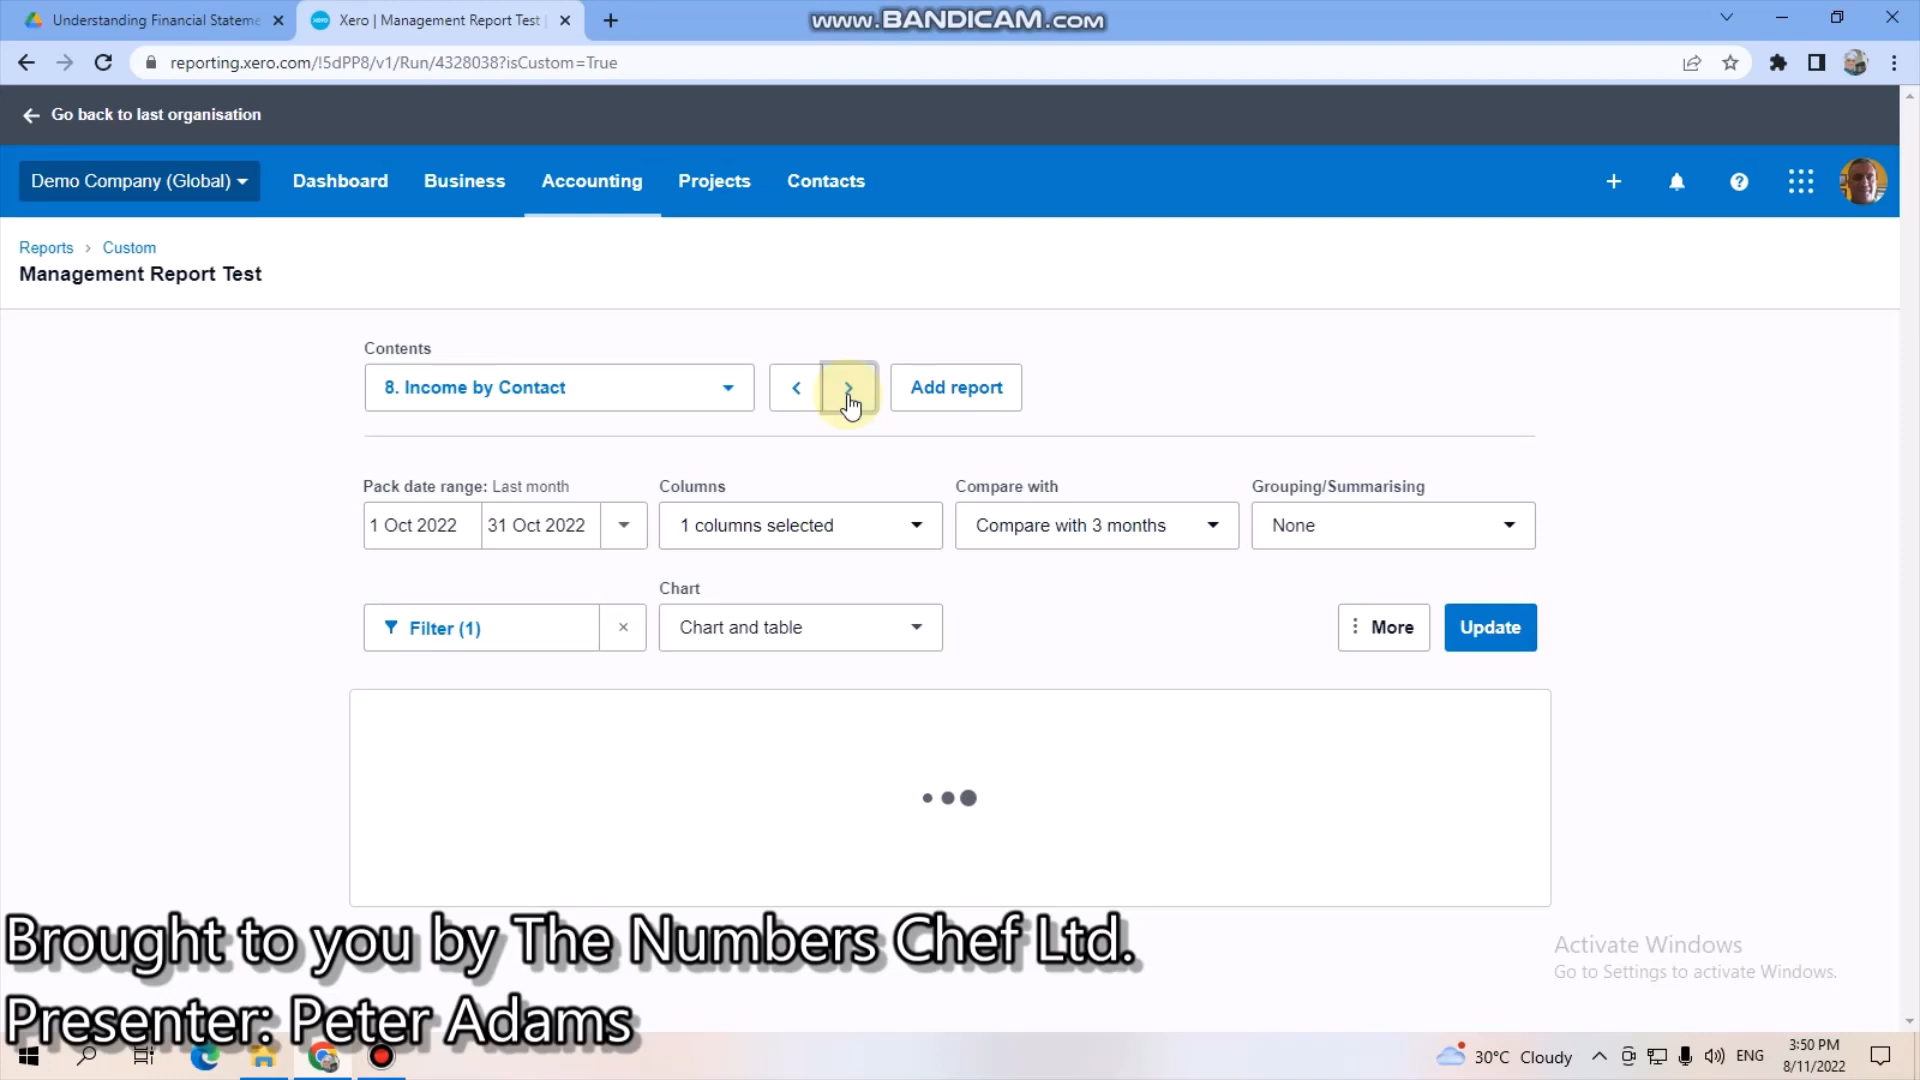 Understanding Financial Stateme
Xero | Management Report Test
www.BANDICAM.com
reporting.xero.com/!5dPP8/v1/Run/4328038?isCustom=True
Go back to last organisation
Demo Company (Global)
Dashboard
Business
Accounting
Projects
Contacts
Reports
Custom
Management Report Test
Contents
8. Income by Contact
Add report
Pack date range: Last month
Columns
Compare with
Grouping/Summarising
1 Oct 2022
31 Oct 2022
1 columns selected
Compare with 3 months
None
Chart
Filter (1)
Chart and table
More
Update
Brought to you by The Numbers Chef Ltd.
Presenter: Peter Adams
Activate Windows
Go to Settings to activate Windows.
30°C Cloudy
ENG
3:50 PM
8/11/2022